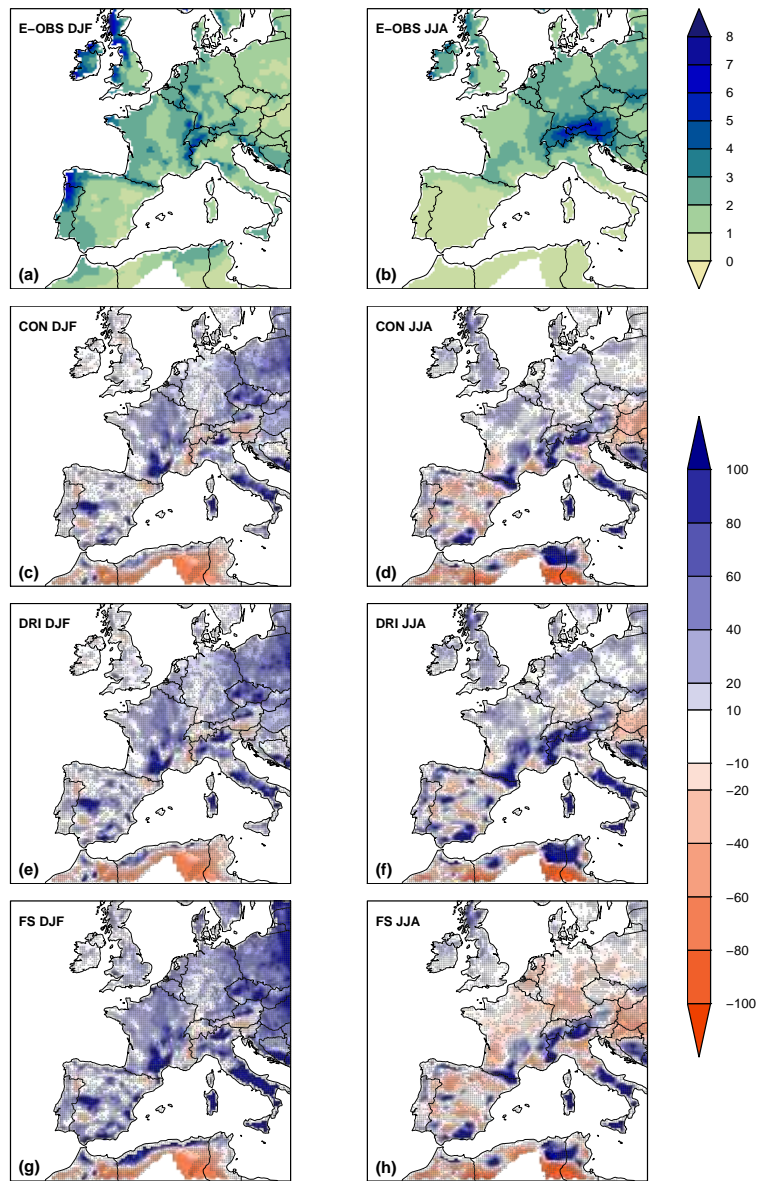 E−OBS DJF
(a)
E−OBS JJA
(b)
8
7
6
5
4
3
2
1
0
CON DJF
(c)
CON JJA
(d)
DRI DJF
(e)
DRI JJA
(f)
FS DJF
(g)
FS JJA
(h)
100
80
60
40
20
10
−10
−20
−40
−60
−80
−100